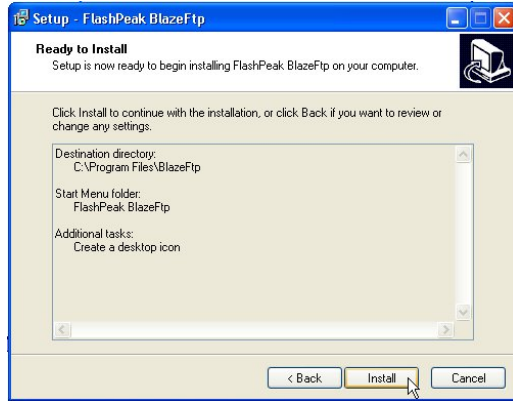 Setup - FlashPeak BlazeFtp
Ready to Install
Setup is now ready to begin installing FlashPeak BlazeFtp on your computer.
Click Install to continue with the installation, or click Back if you want to review or
change any settings.
Destination directory:
C:\Program Files\BlazeFtp
Start Menu folder:
FlashPeak BlazeFtp
Additional tasks:
Create a desktop icon
< Back
Install
Cancel